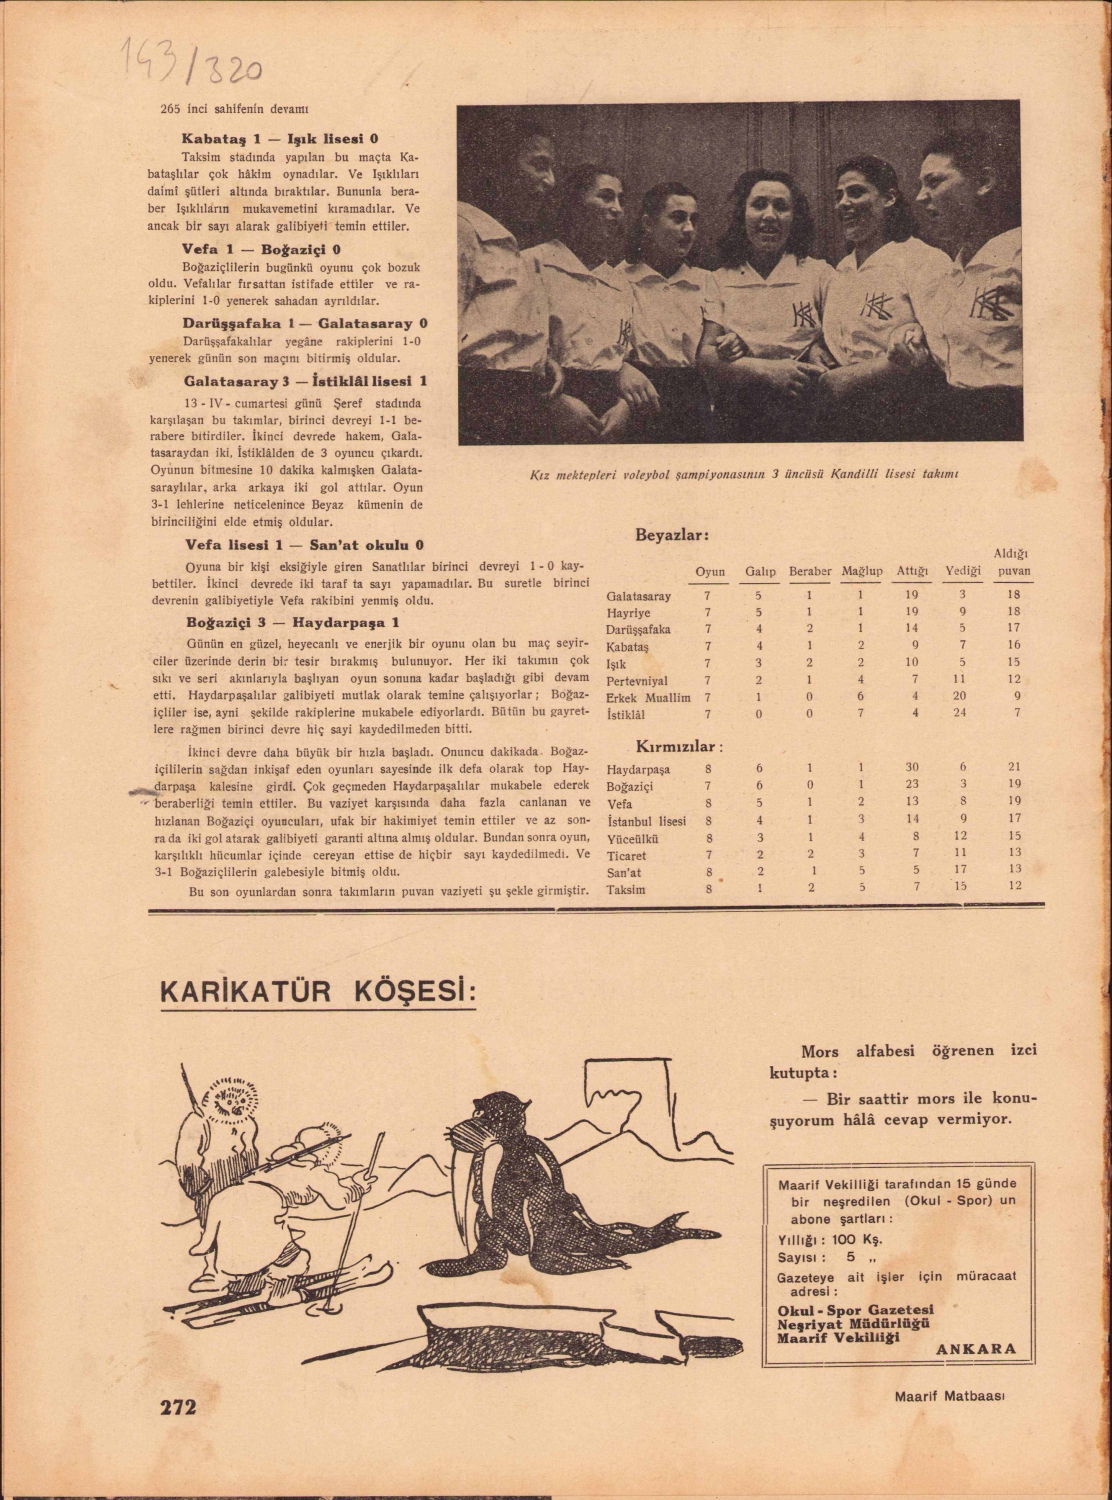 143/320
265 inci sahifenin devamı
Kabataş 1 — Işık lisesi 0
Taksim stadında yapılan bu maçta Ka-
bataşlılar çok hâkim oynadılar. Ve Işıklıları
daimî şütleri altında bıraktılar. Bununla bera-
ber Işıklıların mukavemetini kıramadılar. Ve
ancak bir sayı alarak galibiyeti temin ettiler.
Vefa 1 — Boğaziçi 0
Boğaziçlilerin bugünkü oyunu çok bozuk
oldu. Vefalılar fırsattan istifade ettiler ve ra-
kiplerini 1-0 yenerek sahadan ayrıldılar.
Darüşşafaka 1 — Galatasaray 0
Darüşşafakalılar yegâne rakiplerini 1-0
yenerek günün son maçını bitirmiş oldular.
Galatasaray 3 — İstiklâl lisesi 1
13 - IV - cumartesi günü Şeref stadında
karşılaşan bu takımlar, birinci devreyi 1-1 be-
rabere bitirdiler. İkinci devrede hakem, Gala-
tasaraydan iki, İstiklâlden de 3 oyuncu çıkardı.
Oyunun bitmesine 10 dakika kalmışken Galata-
saraylılar, arka arkaya iki gol attılar. Oyun
3-1 lehlerine neticelenince Beyaz kümenin de
birinciliğini elde etmiş oldular.
Vefa lisesi 1 — San'at okulu 0
Oyuna bir kişi eksiğiyle giren Sanatlılar birinci devreyi 1 - 0 kay-
bettiler. İkinci devrede iki taraf ta sayı yapamadılar. Bu suretle birinci
devrenin galibiyetiyle Vefa rakibini yenmiş oldu.
Boğaziçi 3 — Haydarpaşa 1
Günün en güzel, heyecanlı ve enerjik bir oyunu olan bu maç seyir-
ciler üzerinde derin bir tesir bırakmış bulunuyor. Her iki takımın çok
sıkı ve seri akınlarıyla başlıyan oyun sonuna kadar başladığı gibi devam
etti. Haydarpaşalılar galibiyeti mutlak olarak temine çalışıyorlar ; Boğaz-
içliler ise, ayni şekilde rakiplerine mukabele ediyorlardı. Bütün bu gayret-
lere rağmen birinci devre hiç sayi kaydedilmeden bitti.
İkinci devre daha büyük bir hızla başladı. Onuncu dakikada Boğaz-
içililerin sağdan inkişaf eden oyunları sayesinde ilk defa olarak top Hay-
darpaşa kalesine girdi. Çok geçmeden Haydarpaşalılar mukabele ederek
beraberliği temin ettiler. Bu vaziyet karşısında daha fazla canlanan ve
hızlanan Boğaziçi oyuncuları, ufak bir hakimiyet temin ettiler ve az son-
ra da iki gol atarak galibiyeti garanti altına almış oldular. Bundan sonra oyun,
karşılıklı hücumlar içinde cereyan ettise de hiçbir sayı kaydedilmedi. Ve
3-1 Boğaziçlilerin galebesiyle bitmiş oldu.
Bu son oyunlardan sonra takımların puvan vaziyeti şu şekle girmiştir.
Kız mektepleri voleybol şampiyonasının 3 üncüsü Kandilli lisesi takımı
Beyazlar:
Oyun Galıp Beraber Mağlup Attığı Yediği Aldığı puvan
Galatasaray 7 5 1 1 19 3 18
Hayriye 7 5 1 1 19 9 18
Darüşşafaka 7 4 2 1 14 5 17
Kabataş 7 4 1 2 9 7 16
Işık 7 3 2 2 10 5 15
Pertevniyal 7 2 1 4 7 11 12
Erkek Muallim 7 1 0 6 4 20 9
İstiklâl 7 0 0 7 4 24 7
Kırmızılar :
Haydarpaşa 8 6 1 1 30 6 21
Boğaziçi 7 6 0 1 23 3 19
Vefa 8 5 1 2 13 8 19
İstanbul lisesi 8 4 1 3 14 9 17
Yüceülkü 8 3 1 4 8 12 15
Ticaret 7 2 2 3 7 11 13
San'at 8 2 1 5 5 17 13
Taksim 8 1 2 5 7 15 12
KARİKATÜR KÖŞESİ:
Mors alfabesi öğrenen izci
kutupta :
— Bir saattir mors ile konu-
şuyorum hâlâ cevap vermiyor.
Maarif Vekilliği tarafından 15 günde
bir neşredilen (Okul - Spor) un
abone şartları :
Yıllığı : 100 Kş.
Sayısı : 5 ,,
Gazeteye ait işler için müracaat
adresi :
Okul - Spor Gazetesi
Neşriyat Müdürlüğü
Maarif Vekilliği
ANKARA
272
Maarif Matbaası